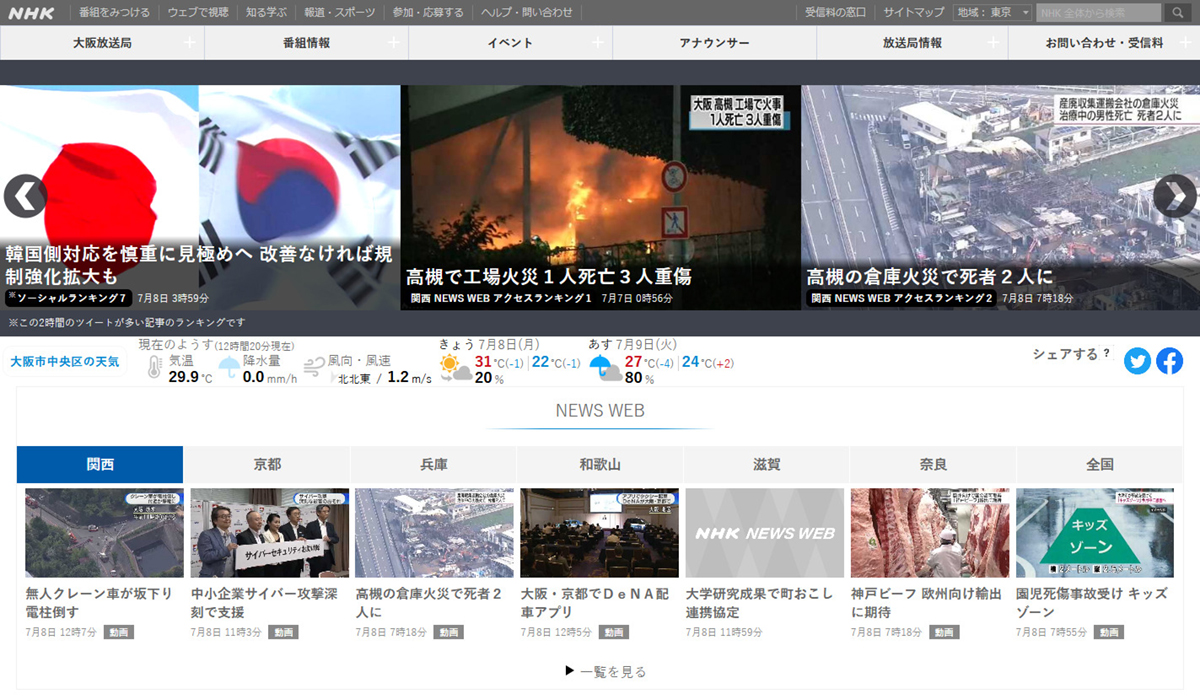 NHK 番組をみつける ウェブで視聴 知る学ぶ 報道・スポーツ 参加・応募する ヘルプ・問い合わせ 受信料の窓口 サイトマップ 地域： 東京 NHK 全体から検索
大阪放送局 番組情報 イベント アナウンサー 放送局情報 お問い合わせ・受信料
韓国側対応を慎重に見極めへ 改善なければ規
制強化拡大も
※ソーシャルランキング7 7月8日 3時59分
大阪 高槻 工場で火事
1人死亡 3人重傷
高槻で工場火災１人死亡３人重傷
関西 NEWS WEB アクセスランキング1 7月7日 0時56分
産廃収集運搬会社の倉庫火災
治療中の男性死亡 死者2人に
高槻の倉庫火災で死者２人に
関西 NEWS WEB アクセスランキング2 7月8日 7時18分
※この2時間のツイートが多い記事のランキングです
大阪市中央区の天気
現在のようす(12時間20分現在)
気温
29.9 ℃
降水量
0.0 mm/h
風向・風速
北北東 / 1.2 m/s
きょう 7月8日(月)
31℃(-1) 22℃(-1)
20 %
あす 7月9日(火)
27℃(-4) 24℃(+2)
80 %
シェアする ?
NEWS WEB
関西 京都 兵庫 和歌山 滋賀 奈良 全国
サイバーセキュリティお太い助け
NHK NEWS WEB
キッズ
ゾーン
無人クレーン車が坂下り
電柱倒す
7月8日 12時7分 動画
中小企業サイバー攻撃深
刻で支援
7月8日 11時3分 動画
高槻の倉庫火災で死者２
人に
7月8日 7時18分 動画
大阪・京都でＤｅＮＡ配
車アプリ
7月8日 12時5分 動画
大学研究成果で町おこし
連携協定
7月8日 11時59分
神戸ビーフ 欧州向け輸出
に期待
7月8日 7時18分 動画
園児死傷事故受け キッズ
ゾーン
7月8日 7時55分 動画
▶ 一覧を見る